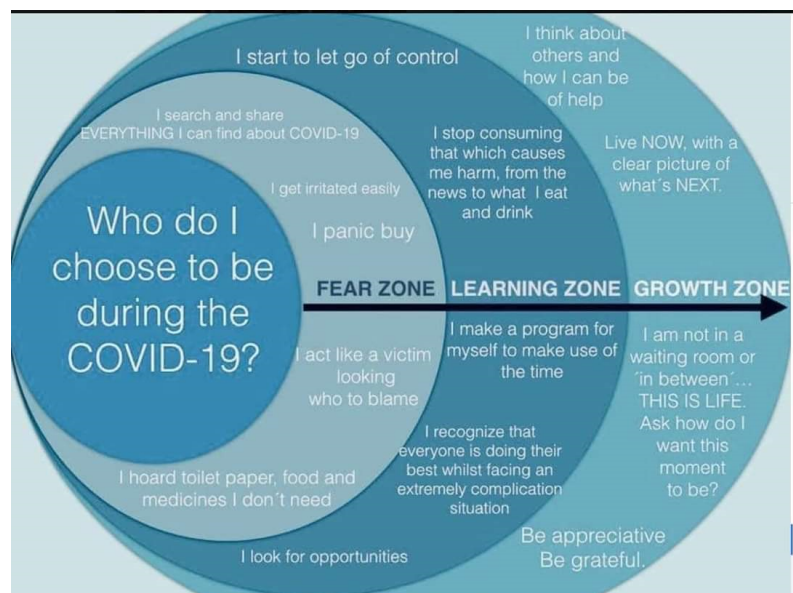 Who do I
choose to be
during the
COVID-19?
I search and share
EVERYTHING I can find about COVID-19
I get irritated easily
I panic buy
FEAR ZONE
I act like a victim
looking
who to blame
I hoard toilet paper, food and
medicines I don´t need
I start to let go of control
I stop consuming
that which causes
me harm, from the
news to what I eat
and drink
LEARNING ZONE
I make a program for
myself to make use of
the time
I recognize that
everyone is doing their
best whilst facing an
extremely complication
situation
I look for opportunities
I think about
others and
how I can be
of help
Live NOW, with a
clear picture of
what´s NEXT.
GROWTH ZONE
I am not in a
waiting room or
´in between´...
THIS IS LIFE.
Ask how do I
want this
moment
to be?
Be appreciative
Be grateful.